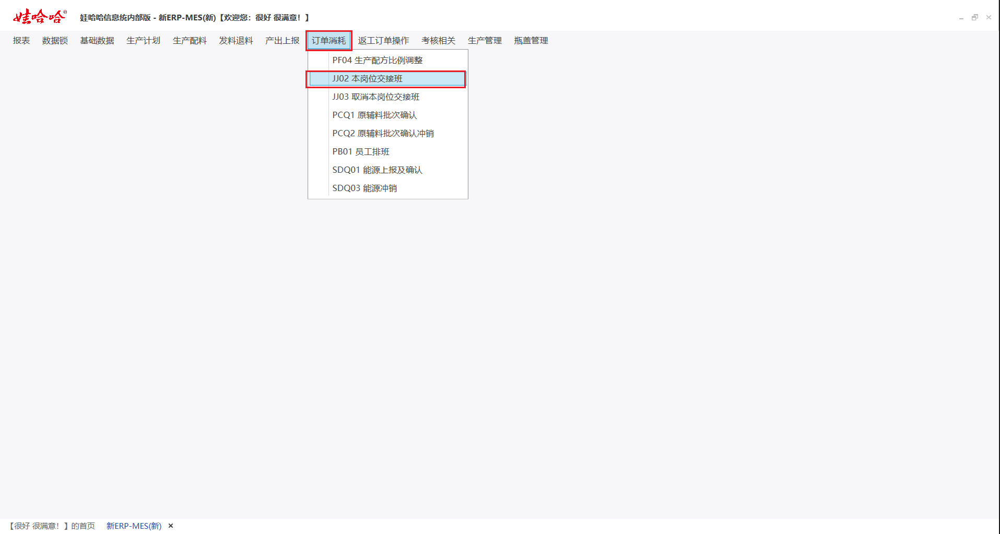 娃哈哈®
娃哈哈信息统内部版 - 新ERP-MES(新)【欢迎您：很好 很满意！】
报表 数据锁 基础数据 生产计划 生产配料 发料退料 产出上报 订单消耗 返工订单操作 考核相关 生产管理 瓶盖管理
PF04 生产配方比例调整
JJ02 本岗位交接班
JJ03 取消本岗位交接班
PCQ1 原辅料批次确认
PCQ2 原辅料批次确认冲销
PB01 员工排班
SDQ01 能源上报及确认
SDQ03 能源冲销
【很好 很满意！】的首页 新ERP-MES(新) ×